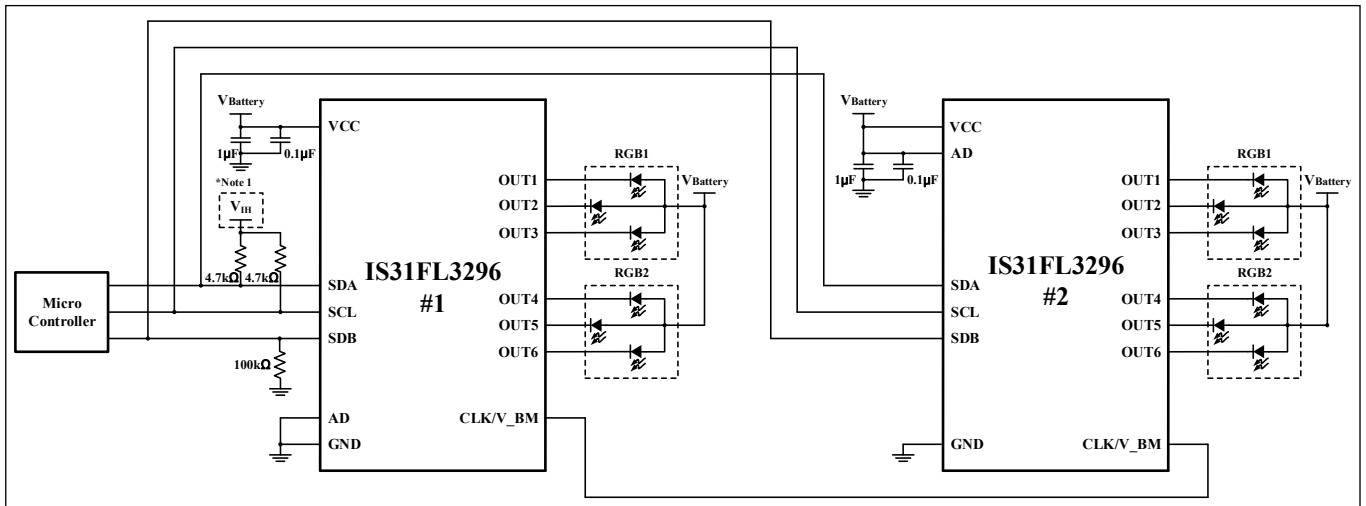 VBattery
VCC
1µF
0.1µF
*Note 1
VIH
4.7kΩ
4.7kΩ
Micro
Controller
SDA
SCL
SDB
100kΩ
AD
GND
IS31FL3296
#1
OUT1
OUT2
OUT3
OUT4
OUT5
OUT6
CLK/V_BM
RGB1
VBattery
RGB2
VBattery
VCC
AD
1µF
0.1µF
SDA
SCL
SDB
GND
IS31FL3296
#2
OUT1
OUT2
OUT3
OUT4
OUT5
OUT6
CLK/V_BM
RGB1
VBattery
RGB2